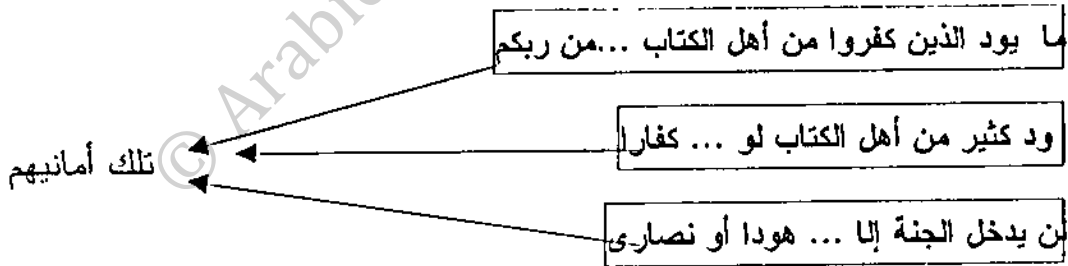 ما يود الذين كفروا من أهل الكتاب ...من ربكم
ود كثير من أهل الكتاب لو ... كفارا
تلك أمانيهم
لن يدخل الجنة إلا ... هودا أو نصارى
© Arabic